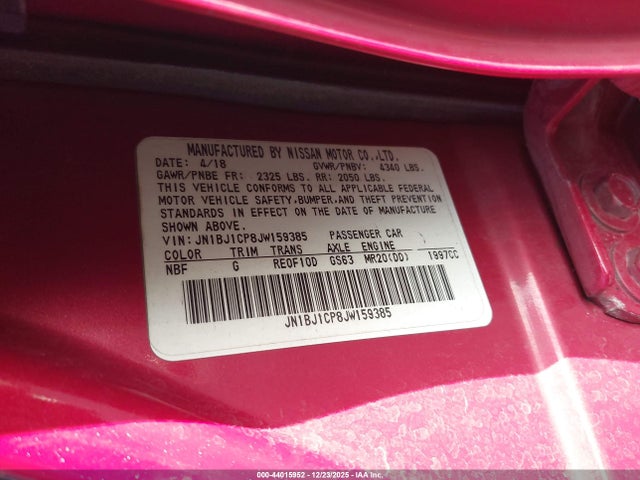 MANUFACTURED BY NISSAN MOTOR CO.,LTD.
DATE: 4/18 GVWR/PNBV: 4340 LBS.
GAWR/PNBE FR: 2325 LBS. RR: 2050 LBS.
THIS VEHICLE CONFORMS TO ALL APPLICABLE FEDERAL
MOTOR VEHICLE SAFETY,BUMPER,AND THEFT PREVENTION
STANDARDS IN EFFECT ON THE DATE OF MANUFACTURE
SHOWN ABOVE.
VIN: JN1BJ1CP8JW159385 PASSENGER CAR
COLOR TRIM TRANS AXLE ENGINE
NBF G RE0F10D GS63 MR20(DD) 1997CC
JN1BJ1CP8JW159385
000-44015952 - 12/23/2025 - IAA Inc.